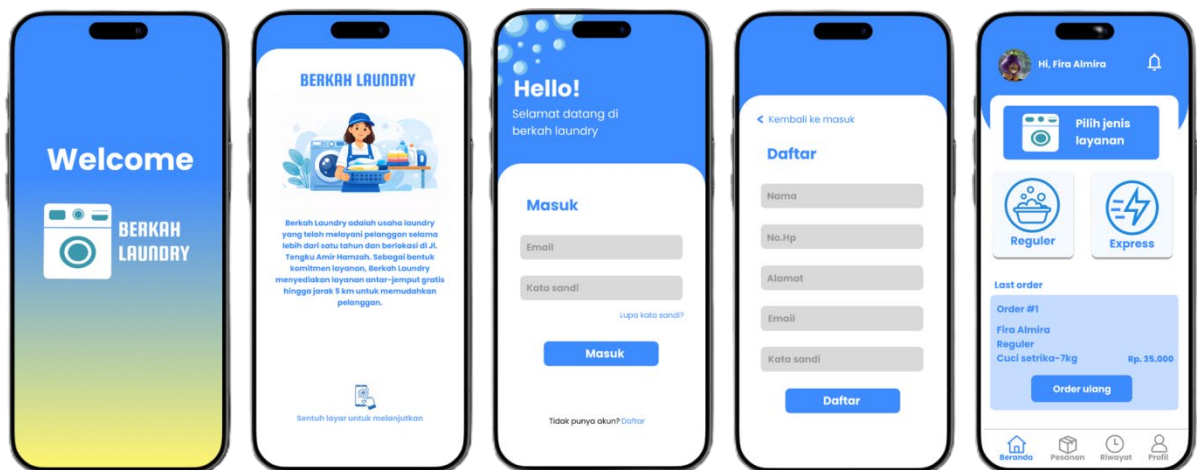 Welcome
BERKAH
LAUNDRY
BERKAH LAUNDRY
Berkah Laundry adalah usaha laundry
yang telah melayani pelanggan selama
lebih dari satu tahun dan berlokasi di Jl.
Tengku Amir Hamzah. Sebagai bentuk
komitmen layanan, Berkah Laundry
menyediakan layanan antar-jemput gratis
hingga jarak 5 km untuk memudahkan
pelanggan.
Sentuh layar untuk melanjutkan
Hello!
Selamat datang di
berkah laundry
Masuk
Email
Kata sandi
Lupa kata sandi?
Masuk
Tidak punya akun? Daftar
Kembali ke masuk
Daftar
Nama
No.Hp
Alamat
Email
Kata sandi
Daftar
Hi, Fira Almira
Pilih jenis
layanan
Reguler
Express
Last order
Order #1
Fira Almira
Reguler
Cuci setrika-7kg Rp. 35.000
Order ulang
Beranda Pesanan Riwayat Profil